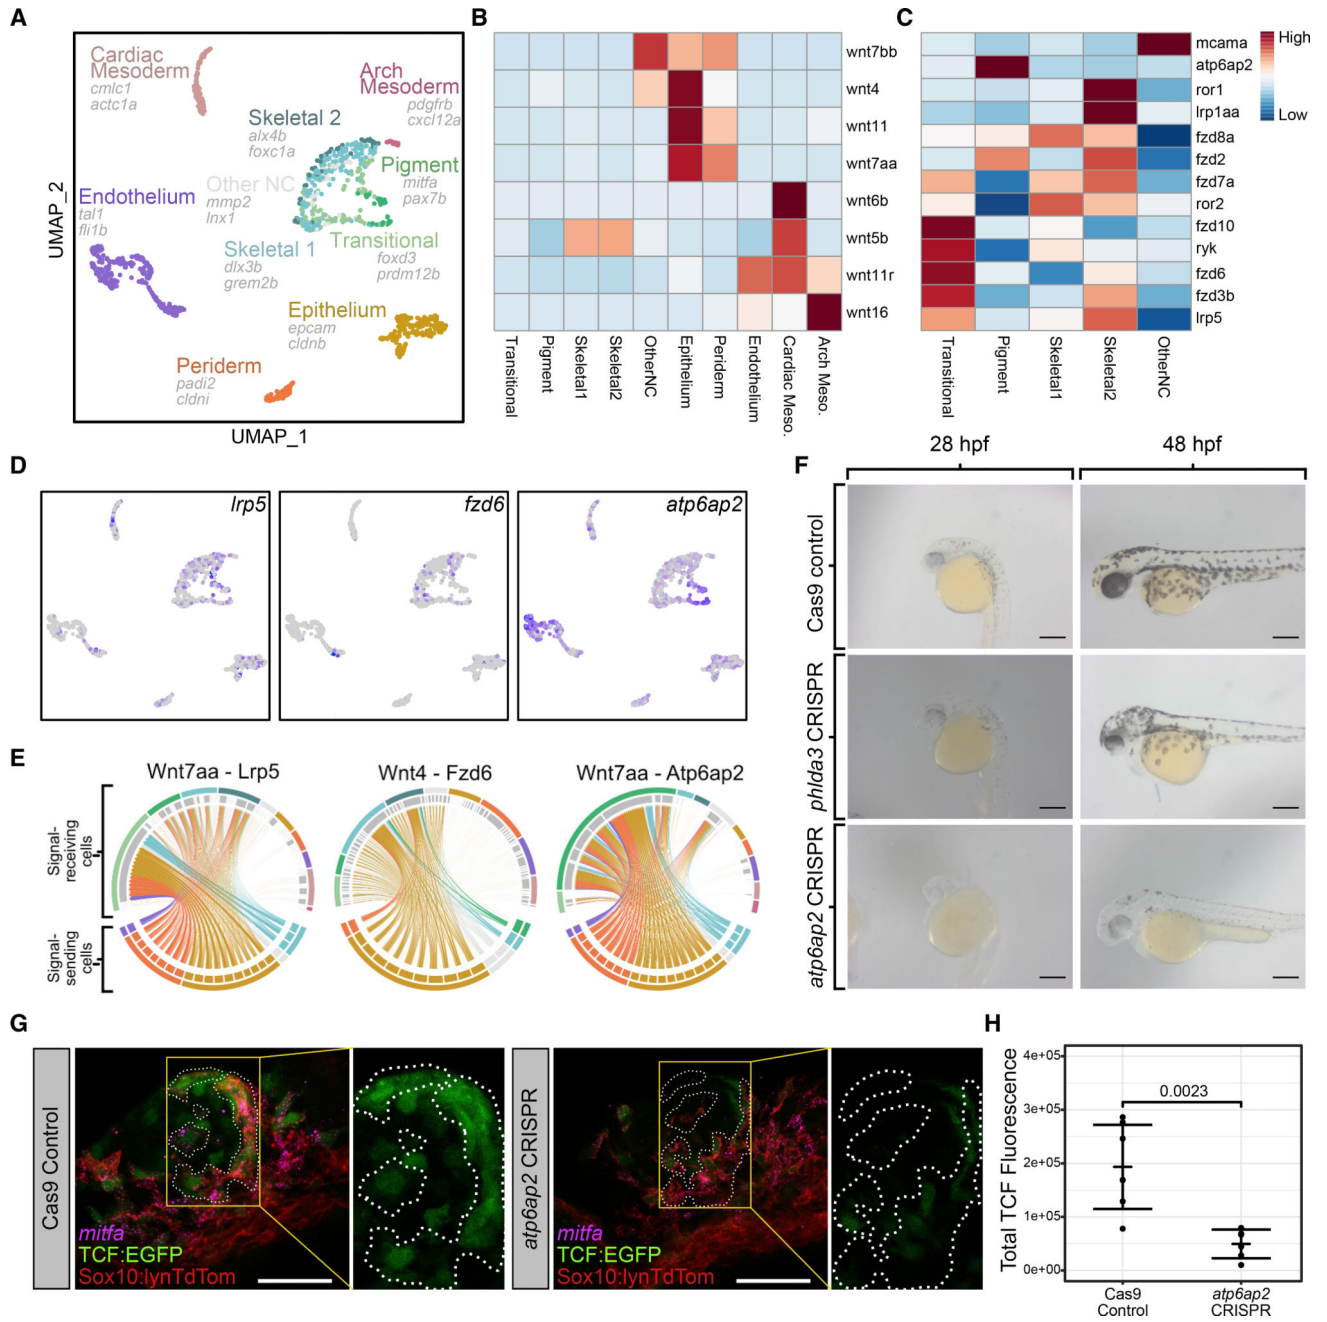 A
Cardiac
Mesoderm
cmlc1
actc1a
Arch
Mesoderm
pdgfrb
cxcl12a
Skeletal 2
alx4b
foxc1a
Pigment
mitfa
pax7b
Other NC
mmp2
lnx1
Endothelium
tal1
fli1b
Skeletal 1
dlx3b
grem2b
Transitional
foxd3
prdm12b
Epithelium
epcam
cldnb
Periderm
padi2
cldni
UMAP_2
UMAP_1
B
wnt7bb
wnt4
wnt11
wnt7aa
wnt6b
wnt5b
wnt11r
wnt16
Transitional
Pigment
Skeletal1
Skeletal2
OtherNC
Epithelium
Periderm
Endothelium
Cardiac Meso.
Arch Meso.
C
mcama
atp6ap2
ror1
lrp1aa
fzd8a
fzd2
fzd7a
ror2
fzd10
ryk
fzd6
fzd3b
lrp5
Transitional
Pigment
Skeletal1
Skeletal2
OtherNC
High
Low
D
lrp5
fzd6
atp6ap2
E
Wnt7aa - Lrp5
Wnt4 - Fzd6
Wnt7aa - Atp6ap2
Signal-
receiving
cells
Signal-
sending
cells
F
28 hpf
48 hpf
Cas9 control
phlda3 CRISPR
atp6ap2 CRISPR
G
Cas9 Control
mitfa
TCF:EGFP
Sox10:lynTdTom
atp6ap2 CRISPR
mitfa
TCF:EGFP
Sox10:lynTdTom
H
Total TCF Fluorescence
4e+05
3e+05
2e+05
1e+05
0e+00
0.0023
Cas9
Control
atp6ap2
CRISPR